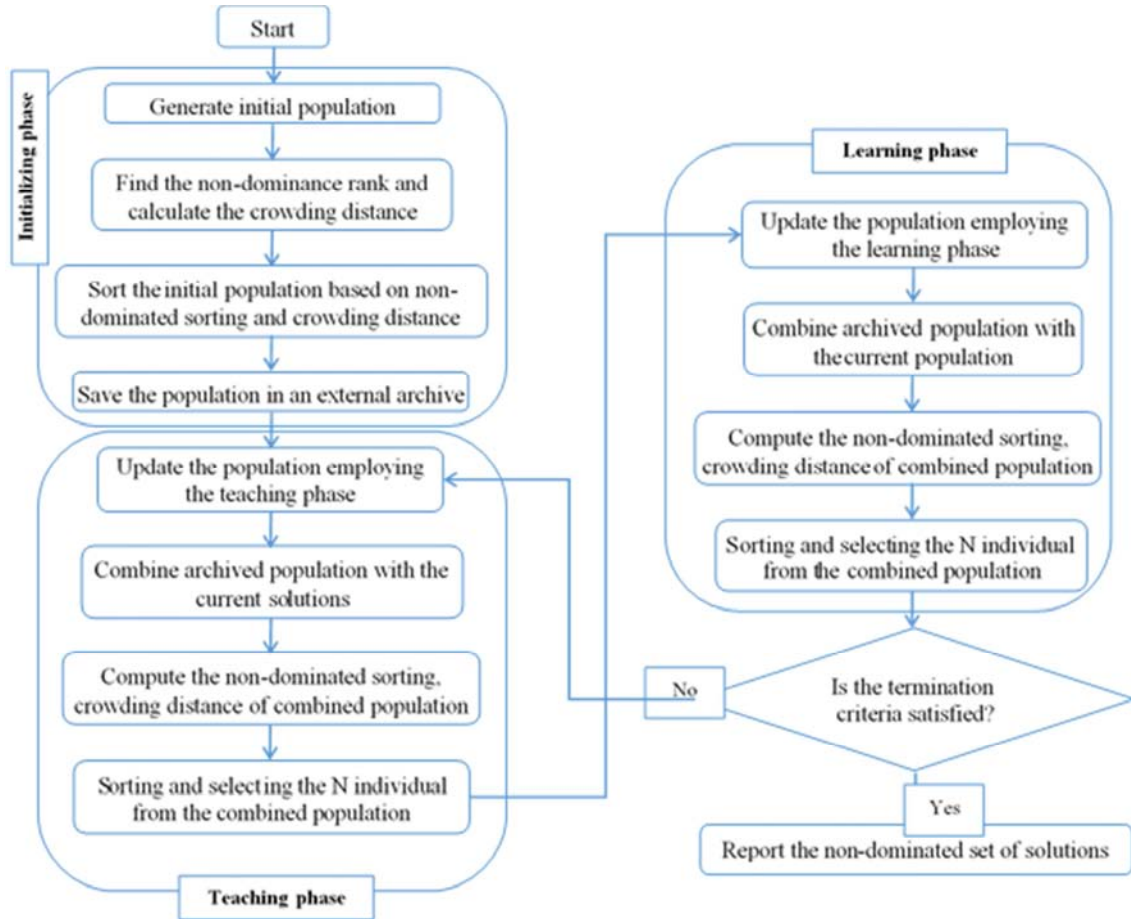 Start
Initializing phase
Generate initial population
Find the non-dominance rank and
calculate the crowding distance
Sort the initial population based on non-
dominated sorting and crowding distance
Save the population in an external archive
Update the population employing
the teaching phase
Combine archived population with the
current solutions
Compute the non-dominated sorting,
crowding distance of combined population
Sorting and selecting the N individual
from the combined population
Teaching phase
Learning phase
Update the population employing
the learning phase
Combine archived population with
the current population
Compute the non-dominated sorting,
crowding distance of combined population
Sorting and selecting the N individual
from the combined population
Is the termination
criteria satisfied?
No
Yes
Report the non-dominated set of solutions